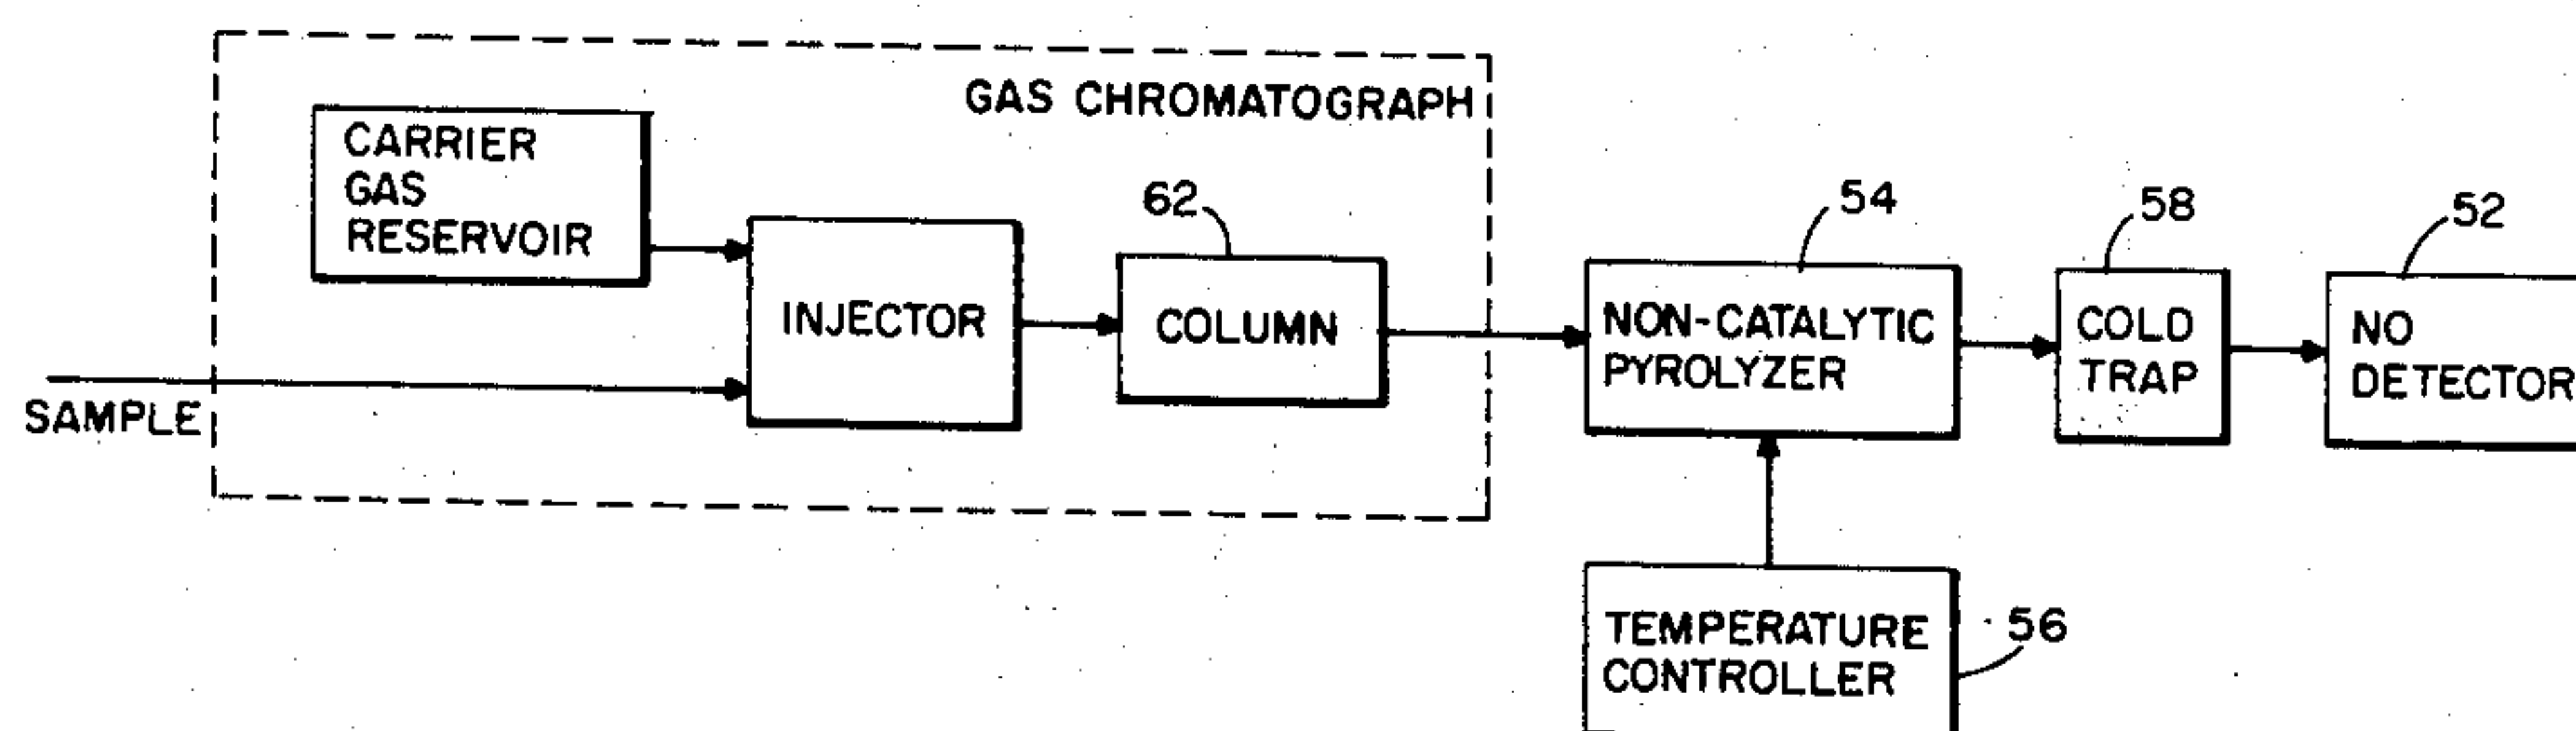 GAS CHROMATOGRAPH
CARRIER
GAS
RESERVOIR
62
54
58
52
INJECTOR
COLUMN
NON-CATALYTIC
PYROLYZER
COLD
TRAP
NO
DETECTOR
SAMPLE
TEMPERATURE
CONTROLLER
56